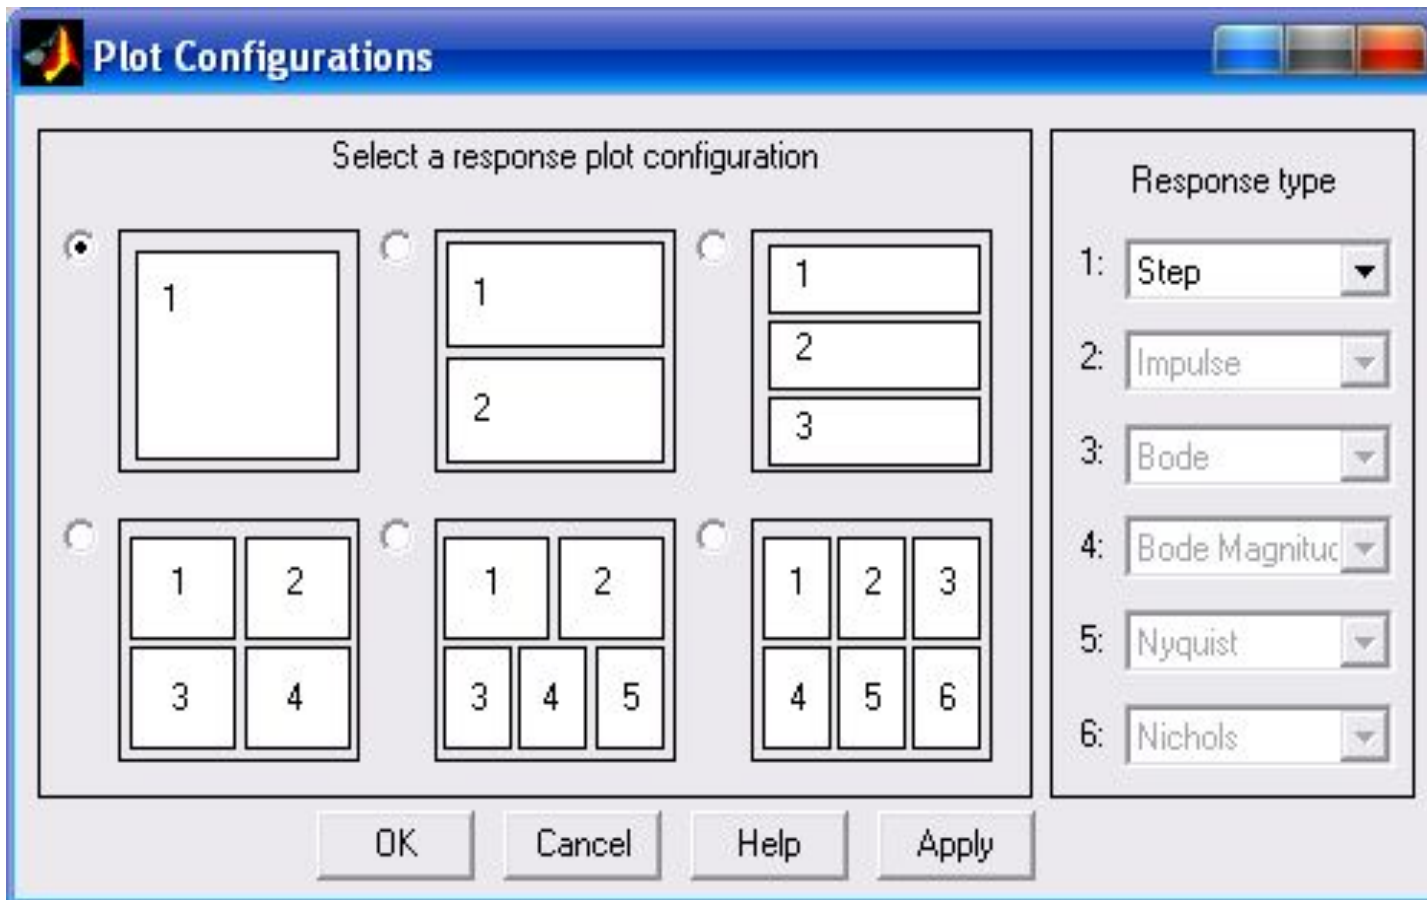 Plot Configurations
Select a response plot configuration
1
1
2
1
2
3
1 2
3 4
1 2
3 4 5
1 2 3
4 5 6
Response type
1: Step
2: Impulse
3: Bode
4: Bode Magnituc
5: Nyquist
6: Nichols
OK Cancel Help Apply